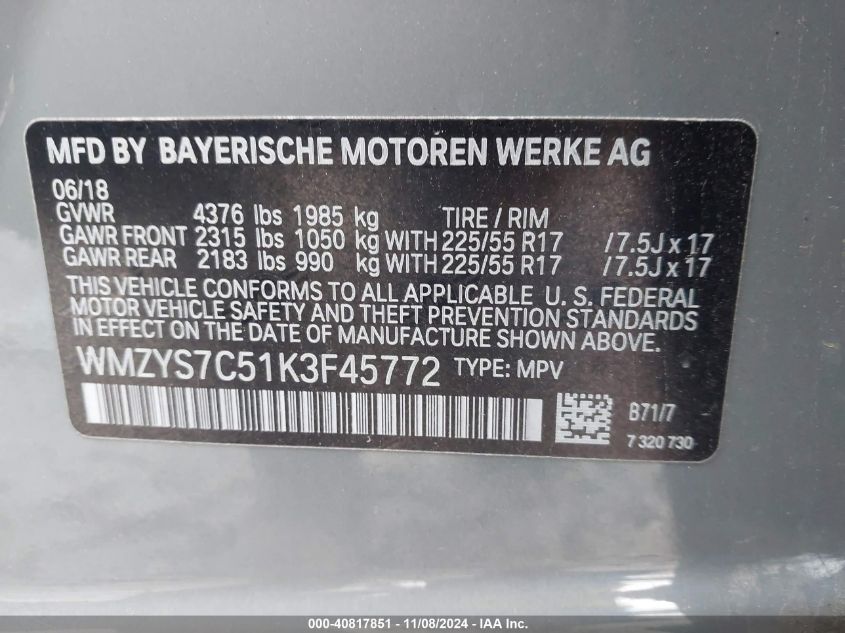 MFD BY BAYERISCHE MOTOREN WERKE AG
06/18
GVWR 4376 lbs 1985 kg TIRE / RIM
GAWR FRONT 2315 lbs 1050 kg WITH 225/55 R17 /7.5J x 17
GAWR REAR 2183 lbs 990 kg WITH 225/55 R17 /7.5J x 17
THIS VEHICLE CONFORMS TO ALL APPLICABLE U. S. FEDERAL
MOTOR VEHICLE SAFETY AND THEFT PREVENTION STANDARDS
IN EFFECT ON THE DATE OF MANUFACTURE SHOWN ABOVE.
WMZYS7C51K3F45772 TYPE: MPV
B71/7
7 320 730
000-40817851 - 11/08/2024 - IAA Inc.